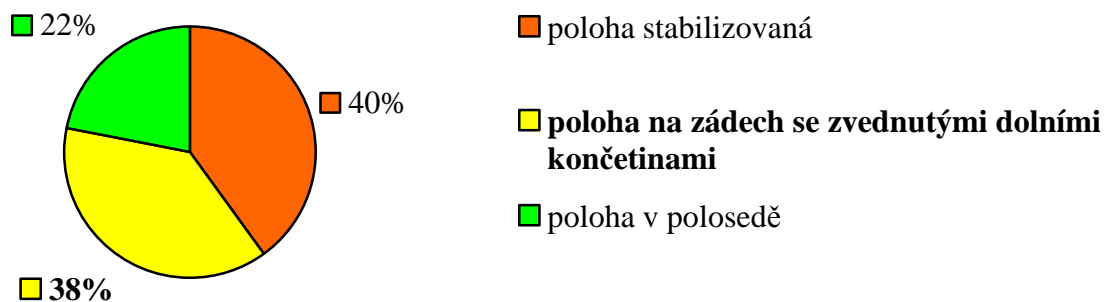 22%
40%
38%
poloha stabilizovaná
poloha na zádech se zvednutými dolními
končetinami
poloha v polosedě